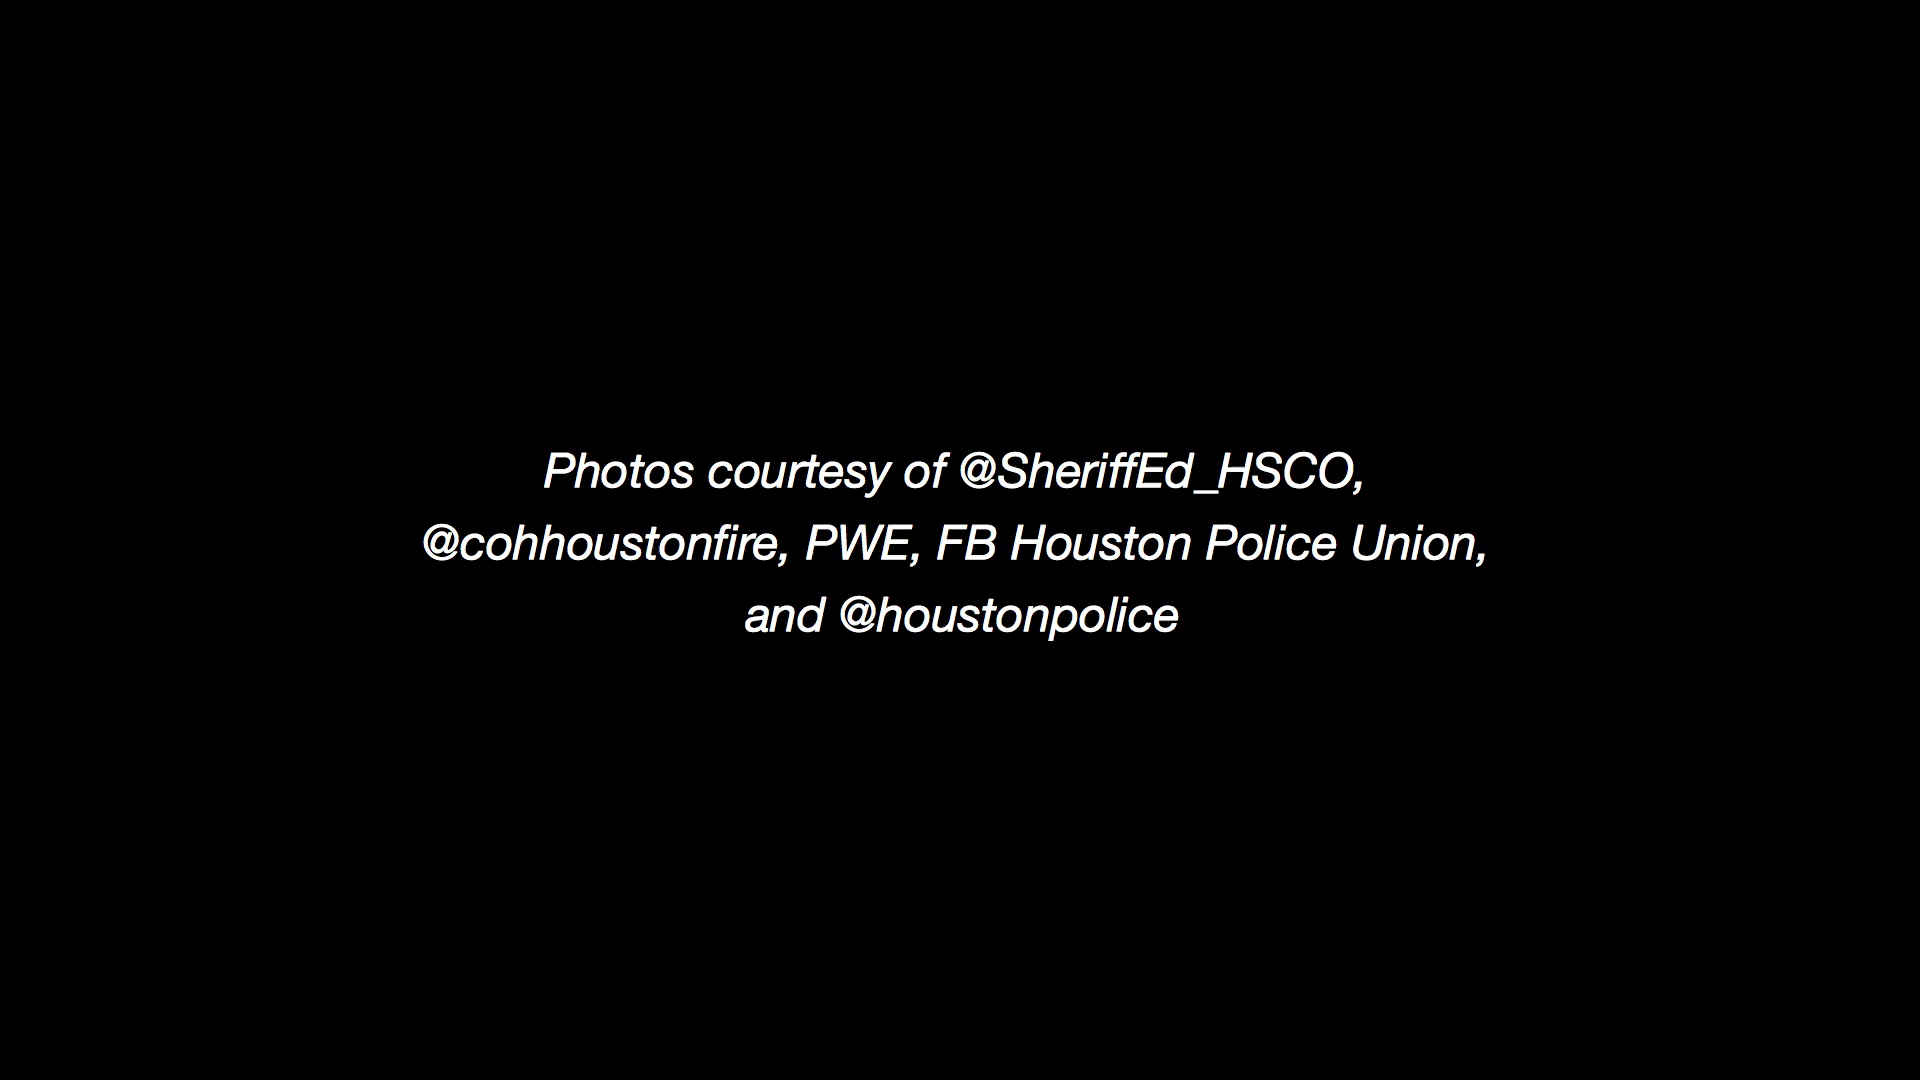 Photos courtesy of @SheriffEd_HSCO,
@cohhoustonfire, PWE, FB Houston Police Union,
and @houstonpolice